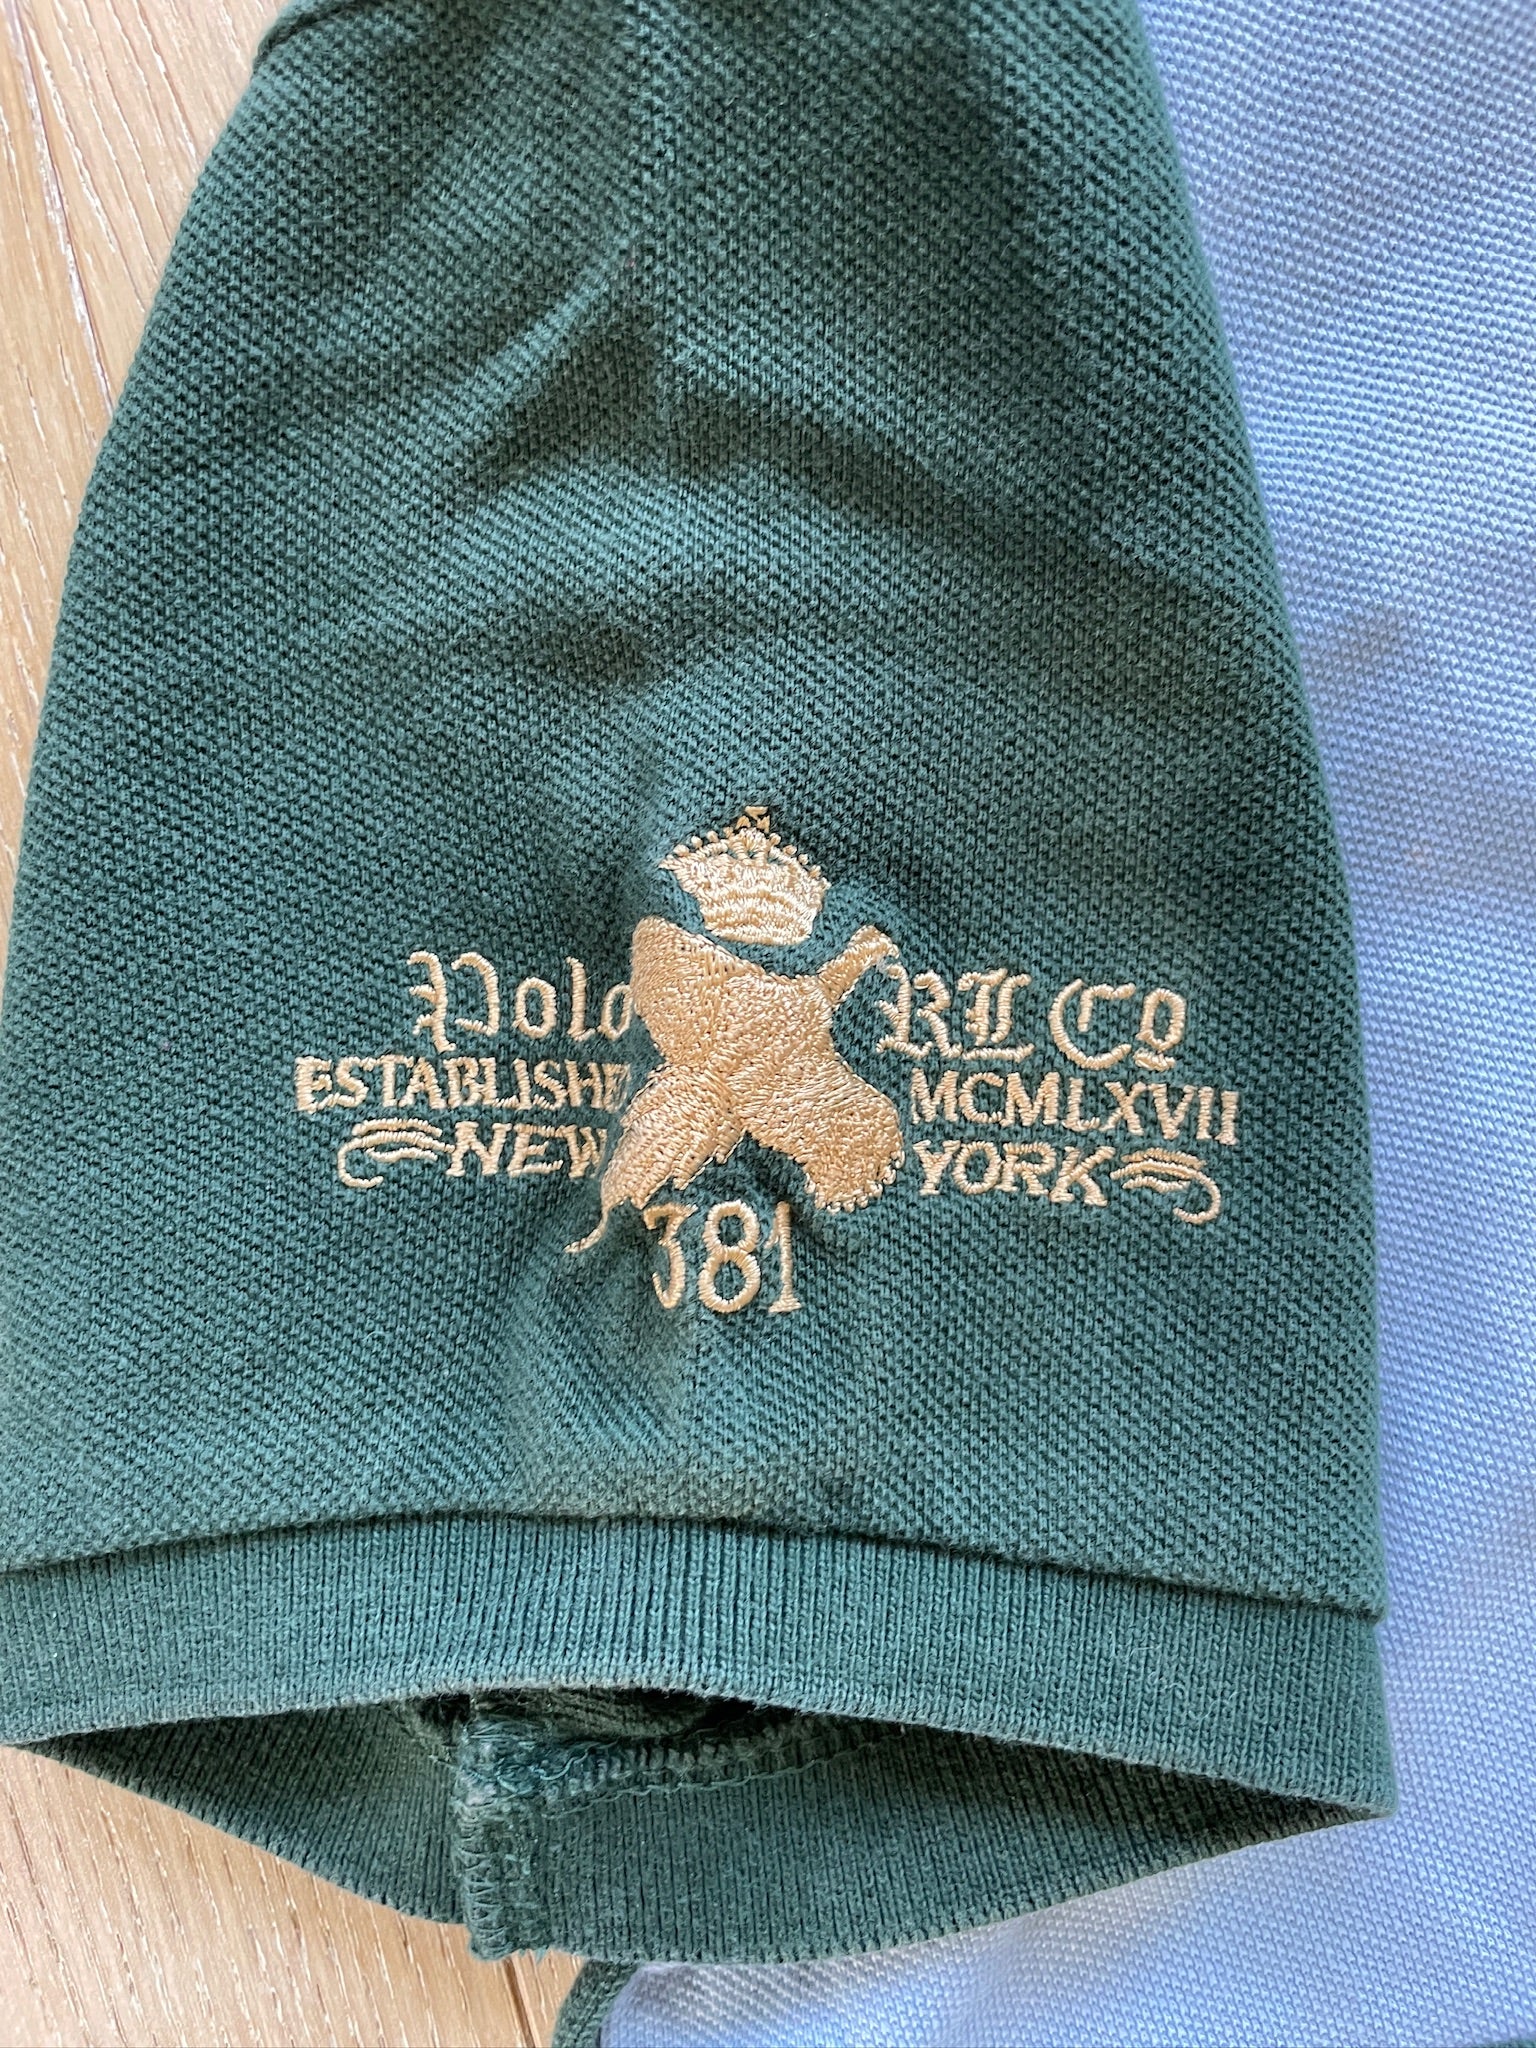 Polo RL Co
ESTABLISHED MCMLXVII
NEW YORK
381